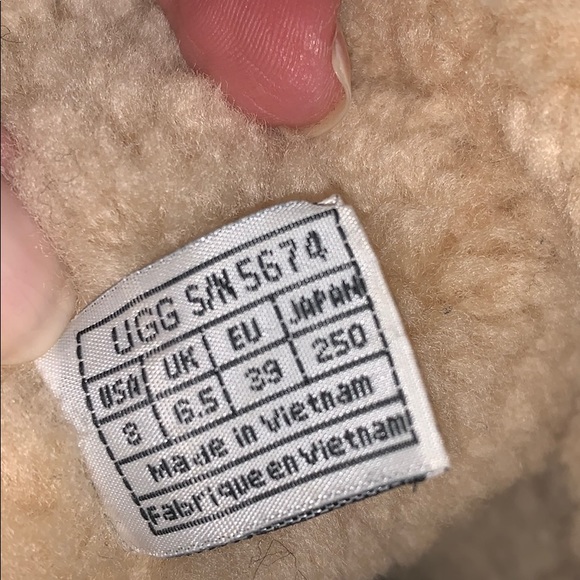 UGG S/N 5674
USA UK EU JAPAN
8 6.5 39 250
Made in Vietnam
Fabrique en Vietnam